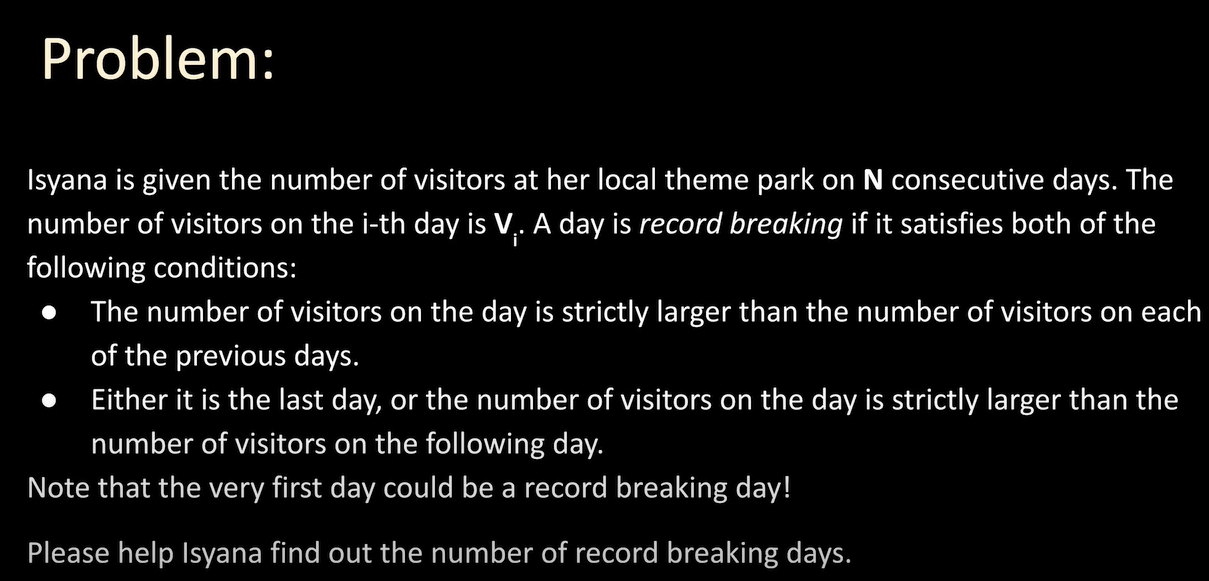 Problem:
Isyana is given the number of visitors at her local theme park on N consecutive days. The
number of visitors on the i-th day is Vi. A day is record breaking if it satisfies both of the
following conditions:
● The number of visitors on the day is strictly larger than the number of visitors on each
of the previous days.
● Either it is the last day, or the number of visitors on the day is strictly larger than the
number of visitors on the following day.
Note that the very first day could be a record breaking day!
Please help Isyana find out the number of record breaking days.